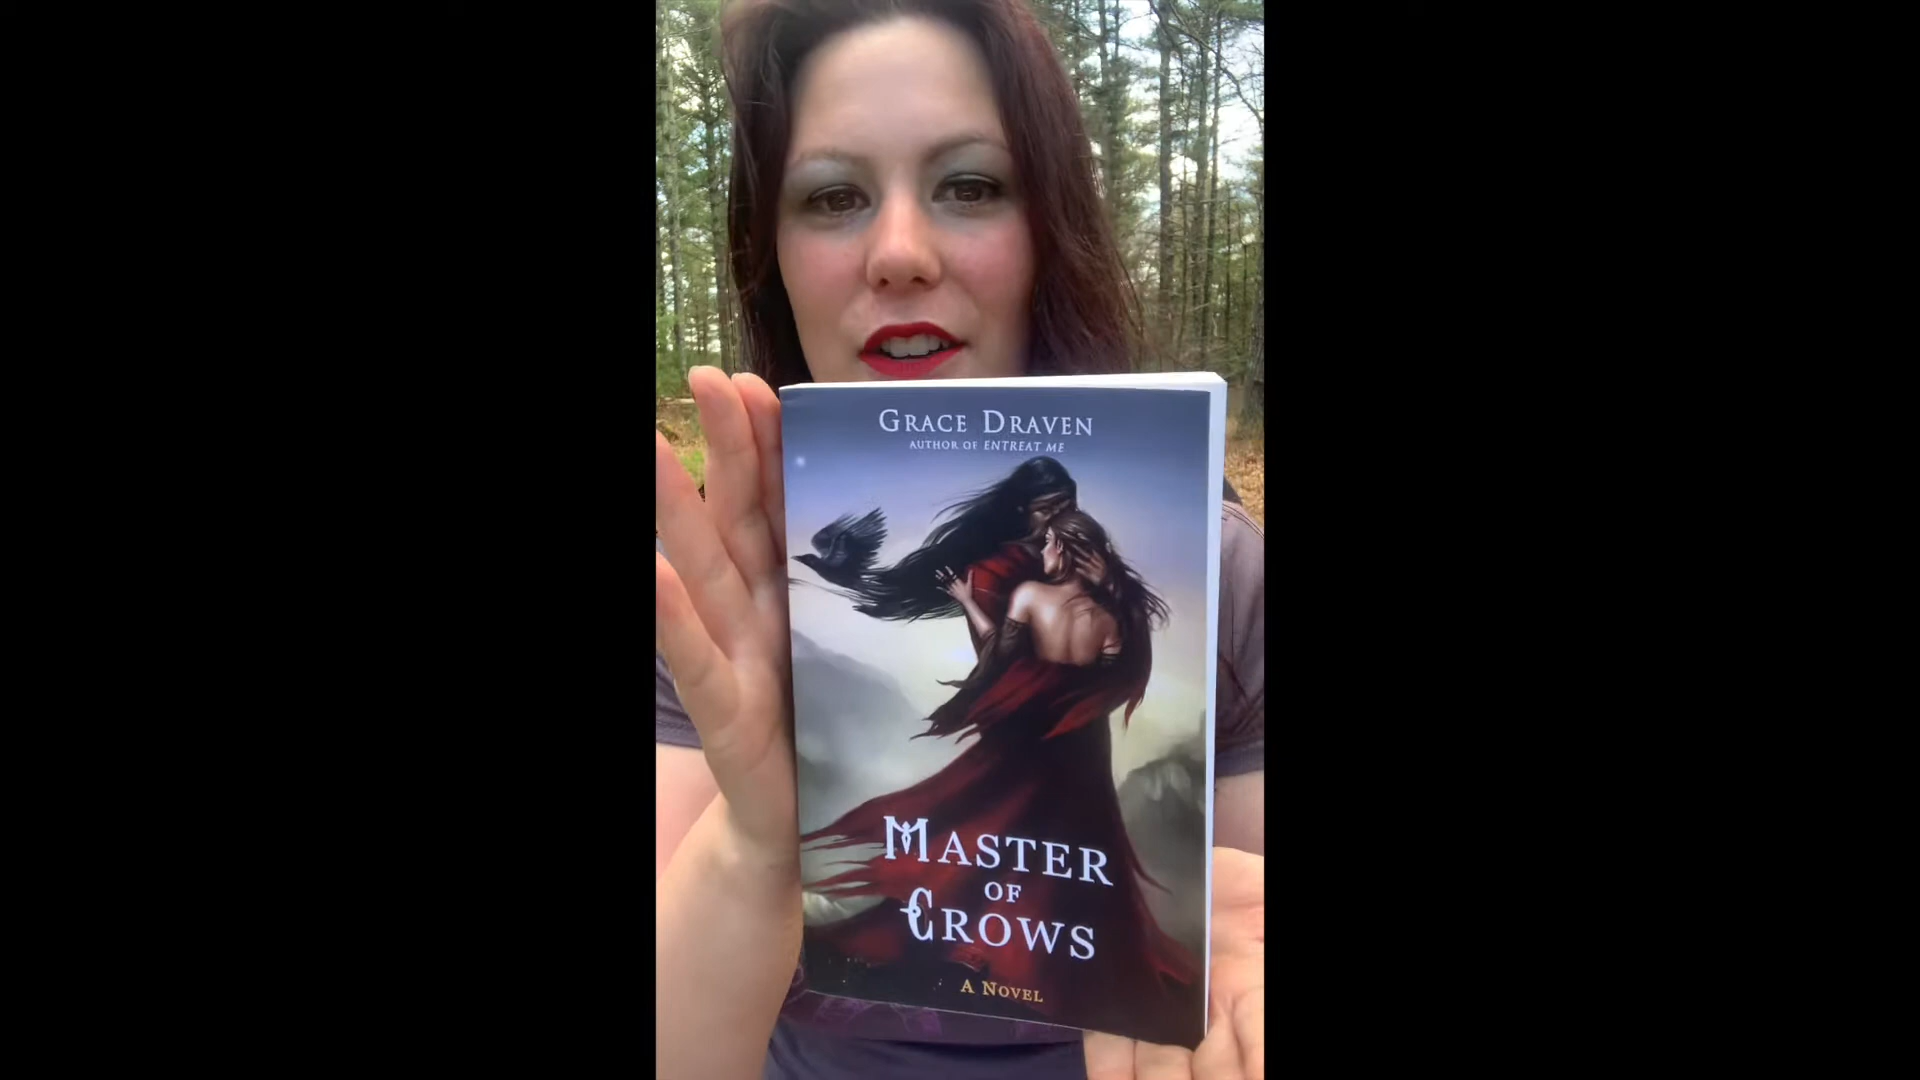 GRACE DRAVEN
AUTHOR OF ENTREAT ME
MASTER
OF
CROWS
A NOVEL